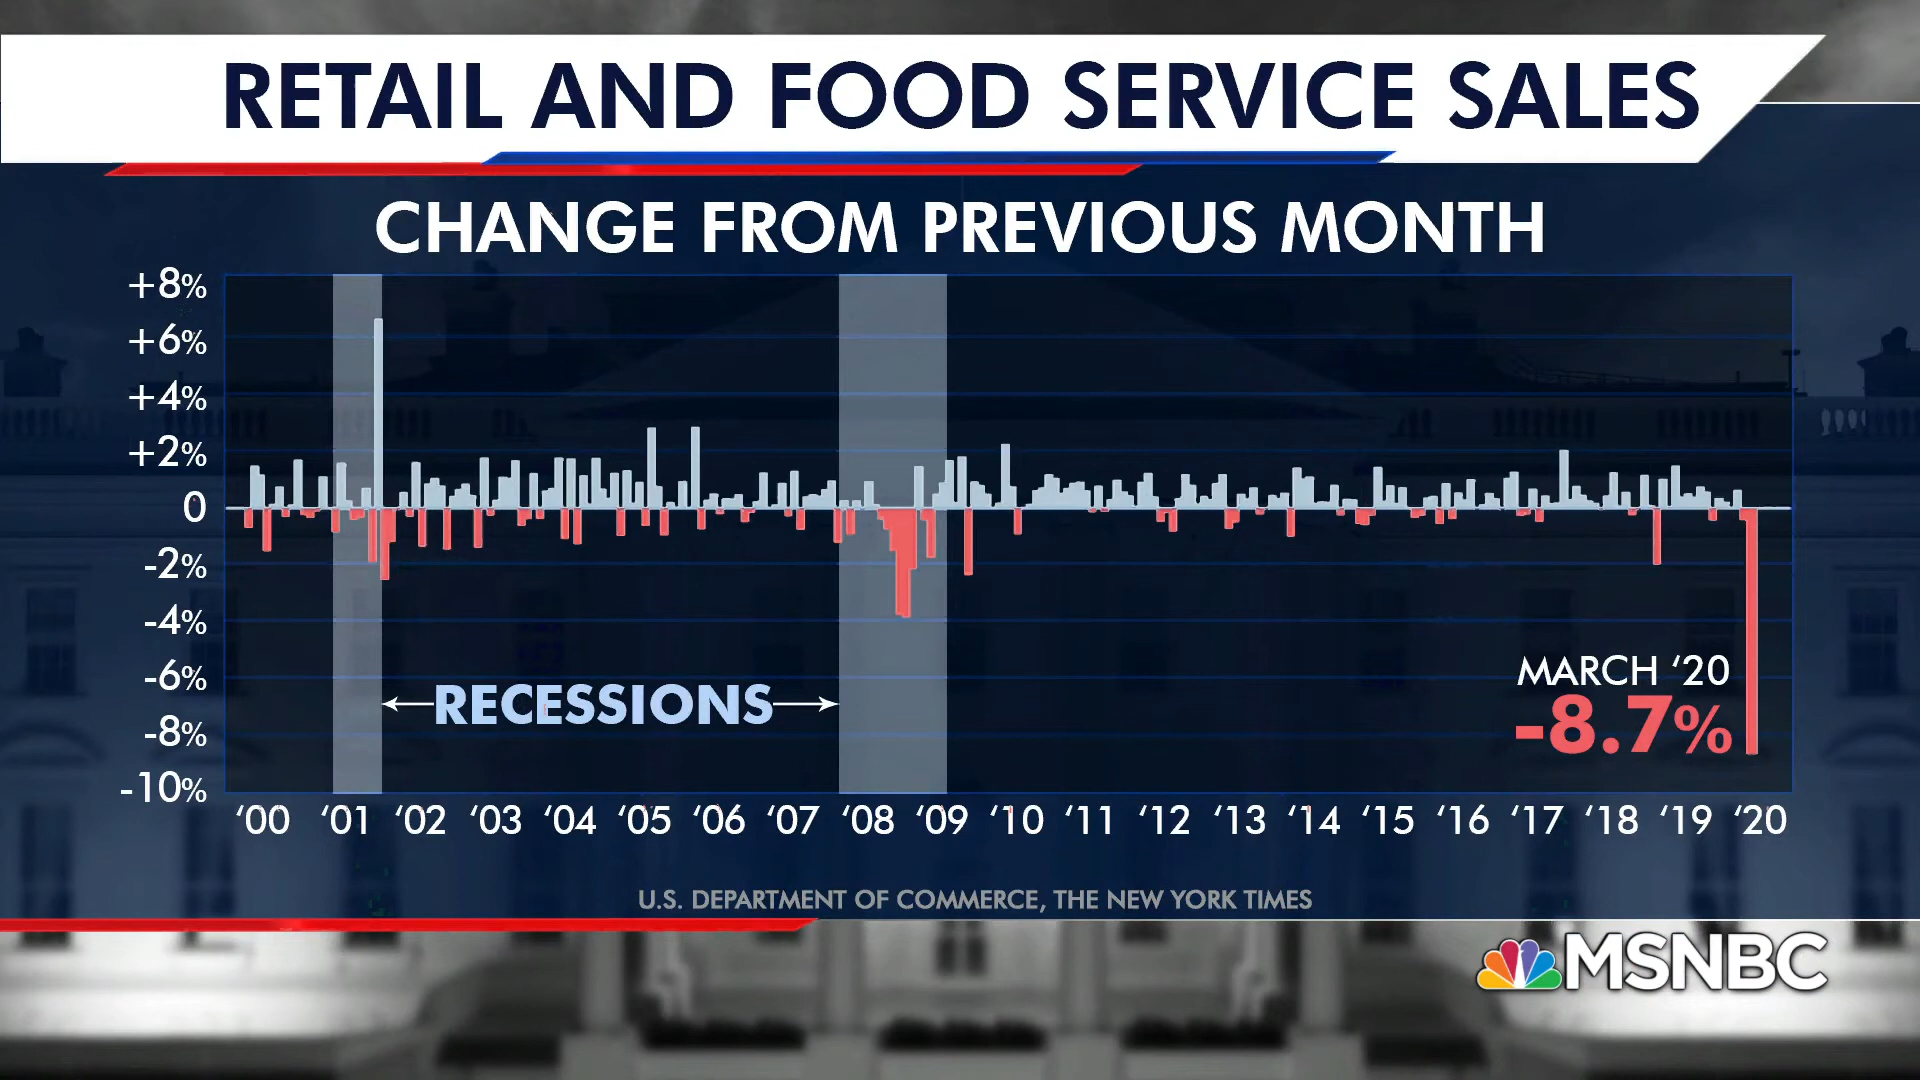 RETAIL AND FOOD SERVICE SALES
CHANGE FROM PREVIOUS MONTH
+8%
+6%
+4%
+2%
0
-2%
-4%
-6%
-8%
-10%
RECESSIONS
MARCH ‘20
-8.7%
‘00 ‘01 ‘02 ‘03 ‘04 ‘05 ‘06 ‘07 ‘08 ‘09 ‘10 ‘11 ‘12 ‘13 ‘14 ‘15 ‘16 ‘17 ‘18 ‘19 ‘20
U.S. DEPARTMENT OF COMMERCE, THE NEW YORK TIMES
MSNBC